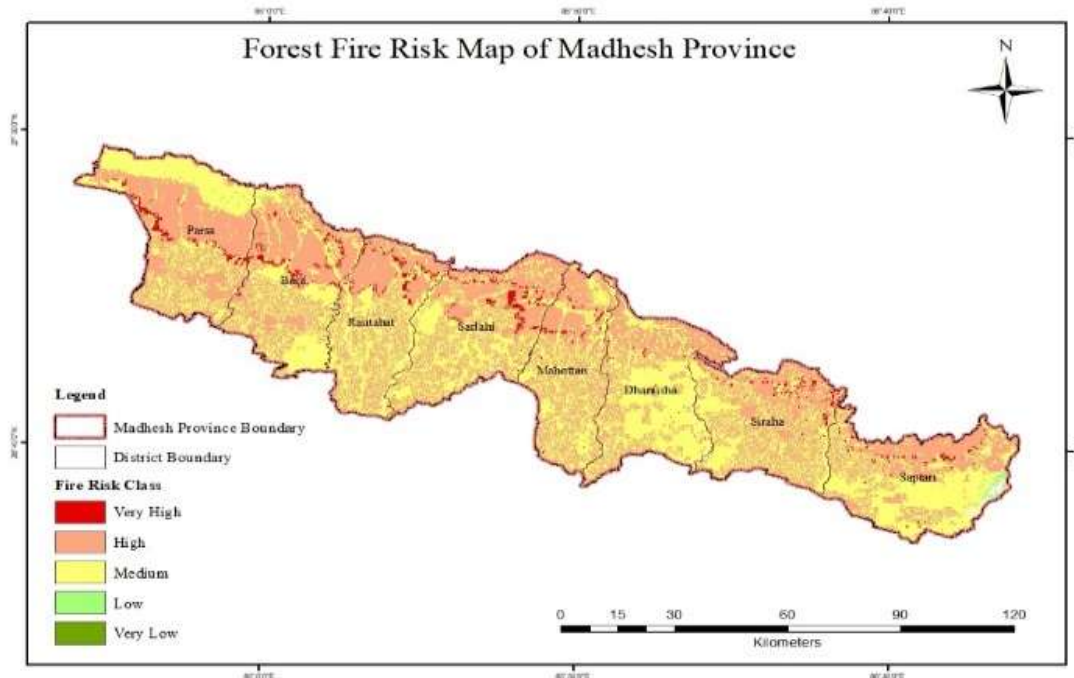 Forest Fire Risk Map of Madhesh Province
N
Parsa
Bara
Rautahat
Sarlahi
Mahottari
Dhanusha
Siraha
Saptari
Legend
Madhesh Province Boundary
District Boundary
Fire Risk Class
Very High
High
Medium
Low
Very Low
0 15 30 60 90 120
Kilometers